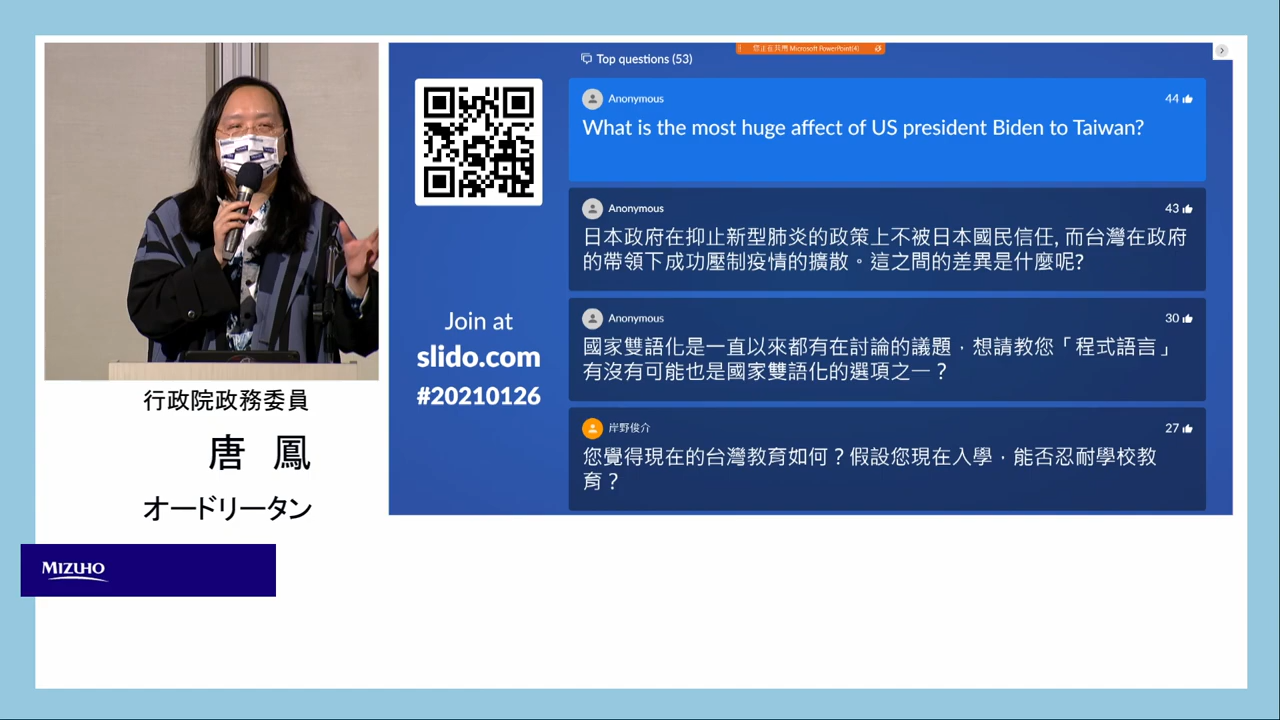 您正在共用 Microsoft PowerPoint(4)
Top questions (53)
Anonymous
44
What is the most huge affect of US president Biden to Taiwan?
Anonymous
43
日本政府在抑止新型肺炎的政策上不被日本國民信任, 而台灣在政府
的帶領下成功壓制疫情的擴散。這之間的差異是什麼呢?
Anonymous
30
國家雙語化是一直以來都有在討論的議題，想請教您「程式語言」
有沒有可能也是國家雙語化的選項之一？
岸野俊介
27
您覺得現在的台灣教育如何？假設您現在入學，能否忍耐學校教
育？
Join at
slido.com
#20210126
行政院政務委員
唐 鳳
オードリータン
MIZUHO